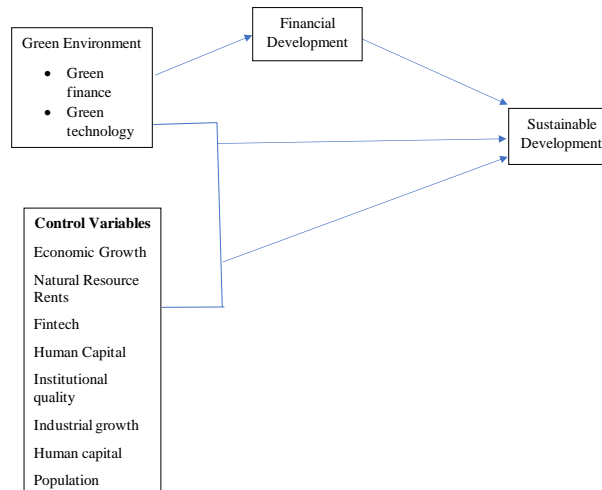 Green Environment
• Green
finance
• Green
technology
Financial
Development
Sustainable
Development
Control Variables
Economic Growth
Natural Resource
Rents
Fintech
Human Capital
Institutional
quality
Industrial growth
Human capital
Population